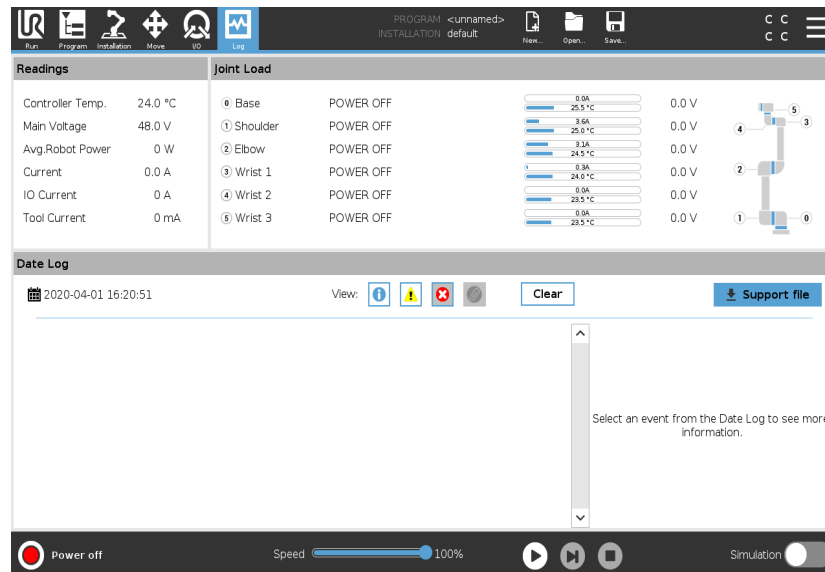 PROGRAM <unnamed>
INSTALLATION default
Run Program Installation Move I/O Log New... Open... Save...
C C
C C
Readings
Controller Temp. 24.0 °C
Main Voltage 48.0 V
Avg.Robot Power 0 W
Current 0.0 A
IO Current 0 A
Tool Current 0 mA
Joint Load
0 Base POWER OFF 0.0A 25.5 °C 0.0 V
1 Shoulder POWER OFF 3.6A 25.0 °C 0.0 V
2 Elbow POWER OFF 3.1A 24.5 °C 0.0 V
3 Wrist 1 POWER OFF 0.3A 24.0 °C 0.0 V
4 Wrist 2 POWER OFF 0.0A 23.5 °C 0.0 V
5 Wrist 3 POWER OFF 0.0A 23.5 °C 0.0 V
5
4 3
2
1 0
Date Log
2020-04-01 16:20:51 View: Clear Support file
Select an event from the Date Log to see more
information.
Power off Speed 100% Simulation